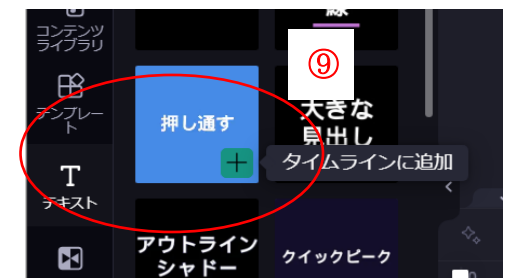 コンテンツ
ライブラリ
線
⑨
テンプレー
ト
押し通す
大きな
見出し
タイムラインに追加
T
テキスト
アウトライン
シャドー
クイックピーク